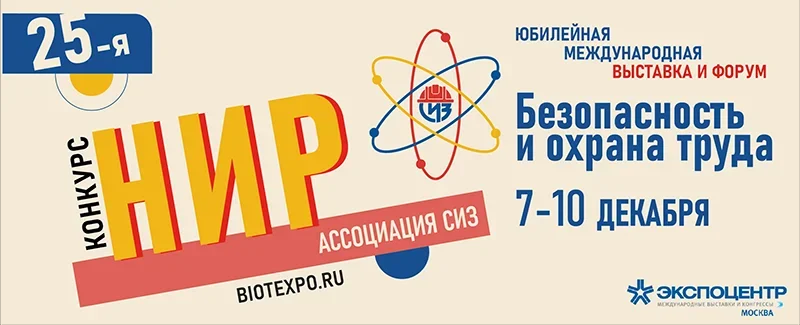 25-я
КОНКУРС
НИР
АССОЦИАЦИЯ СИЗ
BIOTEXPO.RU
СИЗ
ЮБИЛЕЙНАЯ
МЕЖДУНАРОДНАЯ
ВЫСТАВКА И ФОРУМ
Безопасность
и охрана труда
7-10 ДЕКАБРЯ
ЭКСПОЦЕНТР
МЕЖДУНАРОДНЫЕ ВЫСТАВКИ И КОНГРЕССЫ
МОСКВА